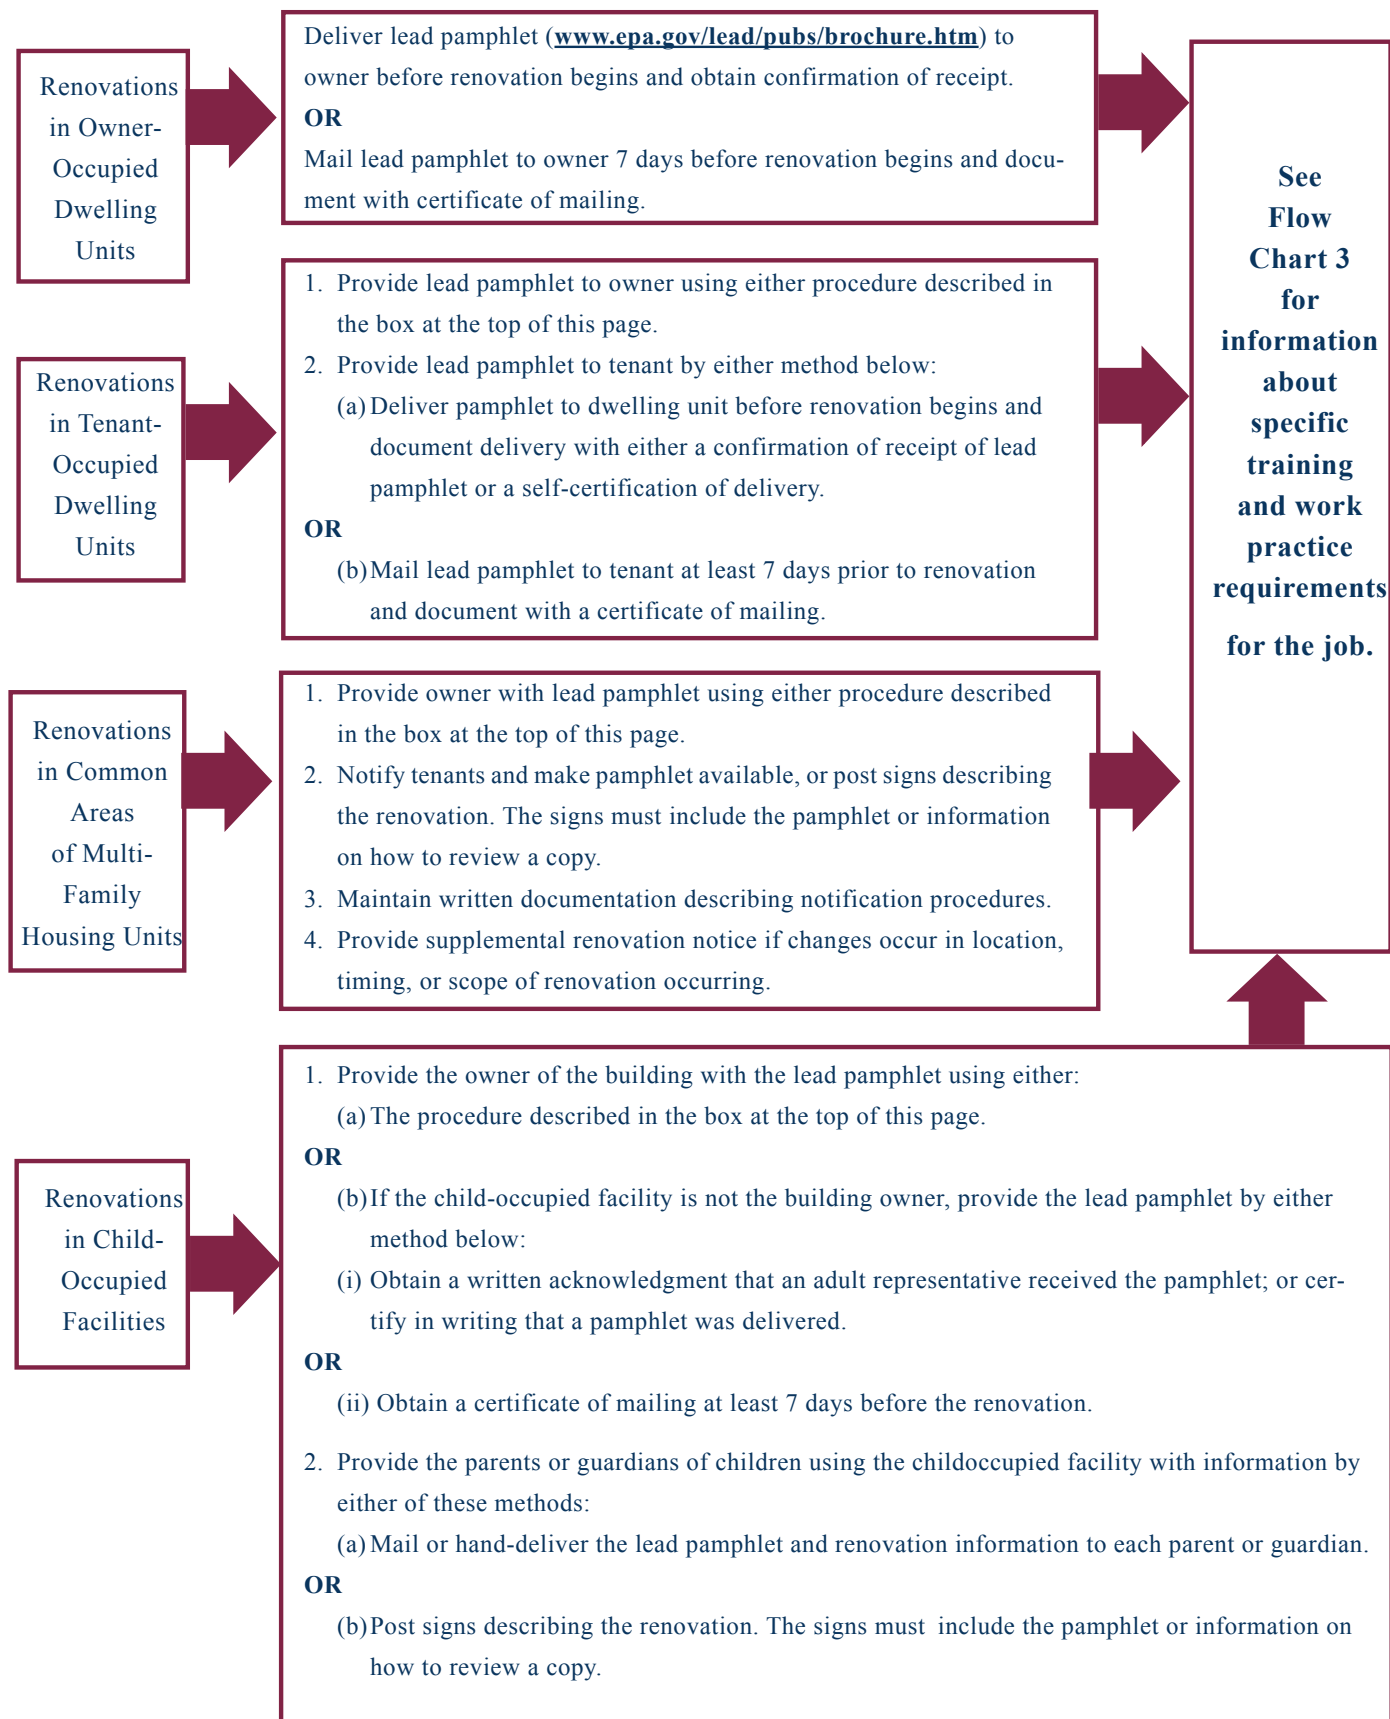 Renovations
in Owner-
Occupied
Dwelling
Units
Deliver lead pamphlet (www.epa.gov/lead/pubs/brochure.htm) to
owner before renovation begins and obtain confirmation of receipt.
OR
Mail lead pamphlet to owner 7 days before renovation begins and docu-
ment with certificate of mailing.
Renovations
in Tenant-
Occupied
Dwelling
Units
1. Provide lead pamphlet to owner using either procedure described in
the box at the top of this page.
2. Provide lead pamphlet to tenant by either method below:
(a) Deliver pamphlet to dwelling unit before renovation begins and
document delivery with either a confirmation of receipt of lead
pamphlet or a self-certification of delivery.
OR
(b) Mail lead pamphlet to tenant at least 7 days prior to renovation
and document with a certificate of mailing.
Renovations
in Common
Areas
of Multi-
Family
Housing Units
1. Provide owner with lead pamphlet using either procedure described
in the box at the top of this page.
2. Notify tenants and make pamphlet available, or post signs describing
the renovation. The signs must include the pamphlet or information
on how to review a copy.
3. Maintain written documentation describing notification procedures.
4. Provide supplemental renovation notice if changes occur in location,
timing, or scope of renovation occurring.
See
Flow
Chart 3
for
information
about
specific
training
and work
practice
requirements
for the job.
Renovations
in Child-
Occupied
Facilities
1. Provide the owner of the building with the lead pamphlet using either:
(a) The procedure described in the box at the top of this page.
OR
(b) If the child-occupied facility is not the building owner, provide the lead pamphlet by either
method below:
(i) Obtain a written acknowledgment that an adult representative received the pamphlet; or cer-
tify in writing that a pamphlet was delivered.
OR
(ii) Obtain a certificate of mailing at least 7 days before the renovation.
2. Provide the parents or guardians of children using the childoccupied facility with information by
either of these methods:
(a) Mail or hand-deliver the lead pamphlet and renovation information to each parent or guardian.
OR
(b) Post signs describing the renovation. The signs must include the pamphlet or information on
how to review a copy.